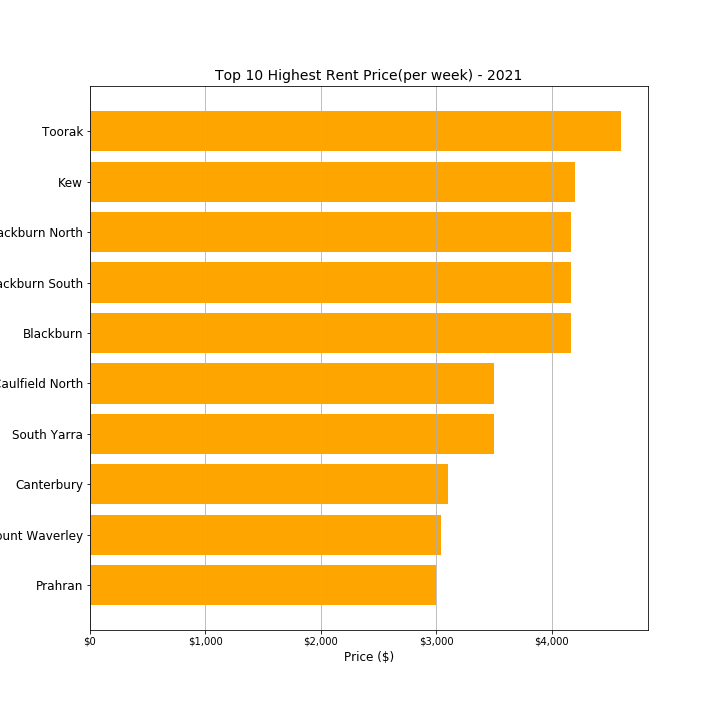 Top 10 Highest Rent Price(per week) - 2021
Toorak
Kew
ackburn North
ackburn South
Blackburn
Caulfield North
South Yarra
Canterbury
ount Waverley
Prahran
$0 $1,000 $2,000 $3,000 $4,000
Price ($)